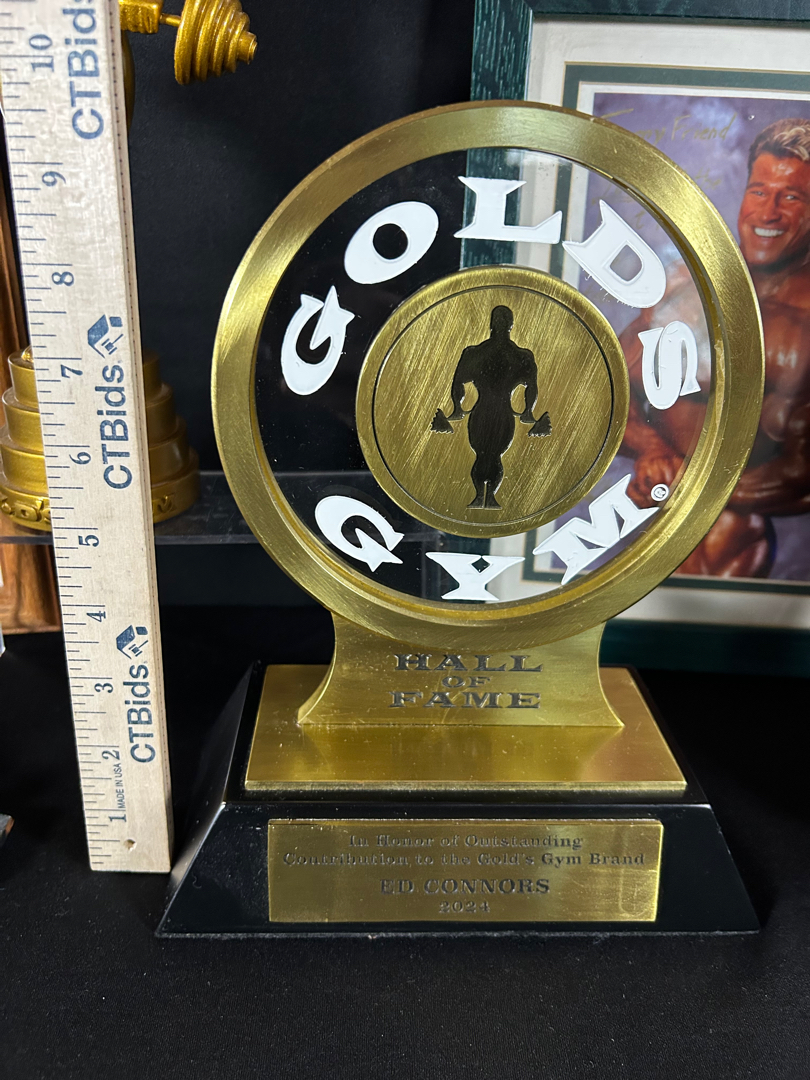 GOLDS
GYM®
HALL
OF
FAME
In Honor of Outstanding
Contribution to the Gold's Gym Brand
ED CONNORS
2024
CTBids
10
9
8
7
CTBids
6
5
4
3
CTBids
2
1
MADE IN USA
Friend